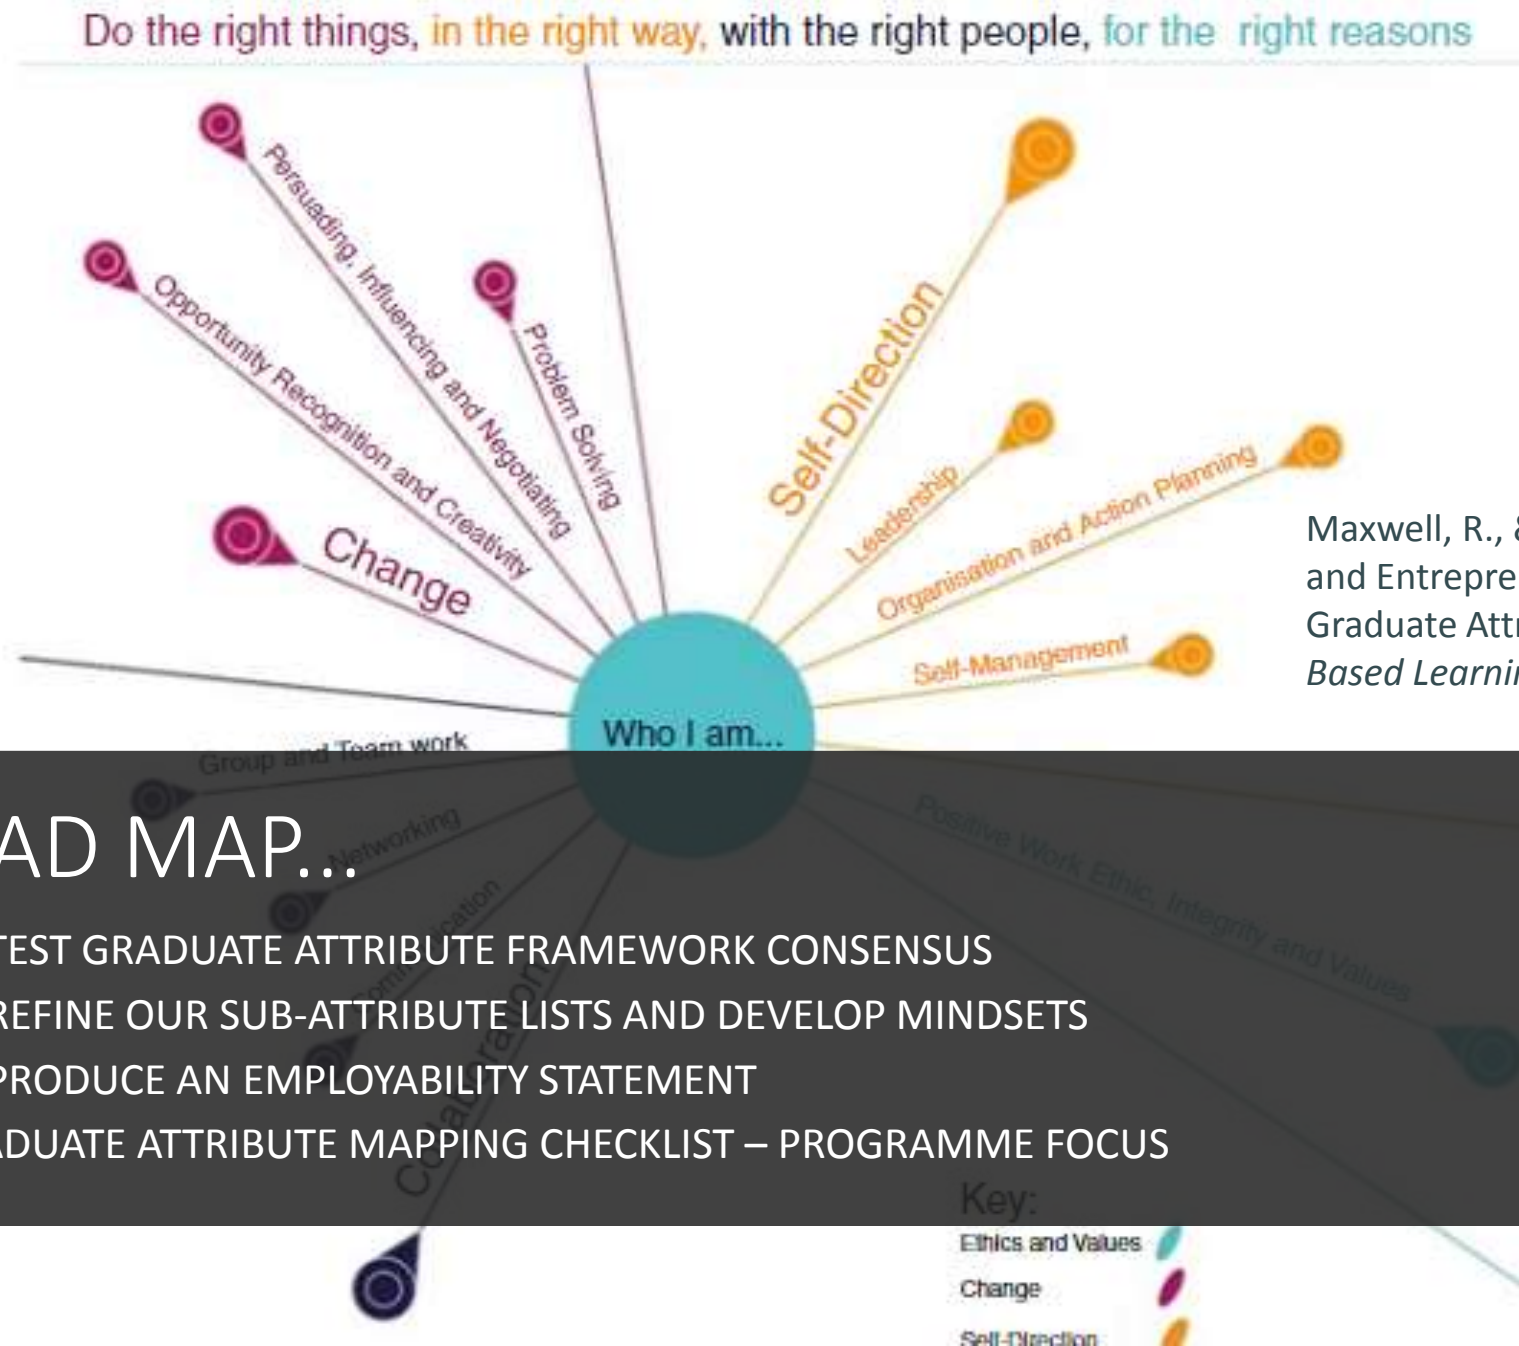 Do the right things, in the right way, with the right people, for the right reasons
Persuading, Influencing and Negotiating
Opportunity Recognition and Creativity
Problem Solving
Change
Self-Direction
Leadership
Organisation and Action Planning
Self-Management
Maxwell, R., &
and Entrepre
Graduate Attr
Based Learnin
Who I am...
Group and Team work
Networking
Communication
Collaboration
Positive Work Ethic, Integrity and Values
AD MAP...
TEST GRADUATE ATTRIBUTE FRAMEWORK CONSENSUS
REFINE OUR SUB-ATTRIBUTE LISTS AND DEVELOP MINDSETS
PRODUCE AN EMPLOYABILITY STATEMENT
ADUATE ATTRIBUTE MAPPING CHECKLIST – PROGRAMME FOCUS
Key:
Ethics and Values
Change
Self-Direction